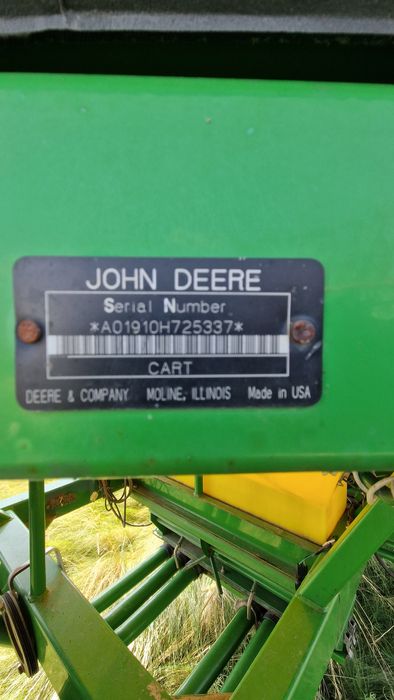 JOHN DEERE
Serial Number
*A01910H725337*
CART
DEERE & COMPANY MOLINE, ILLINOIS Made in USA